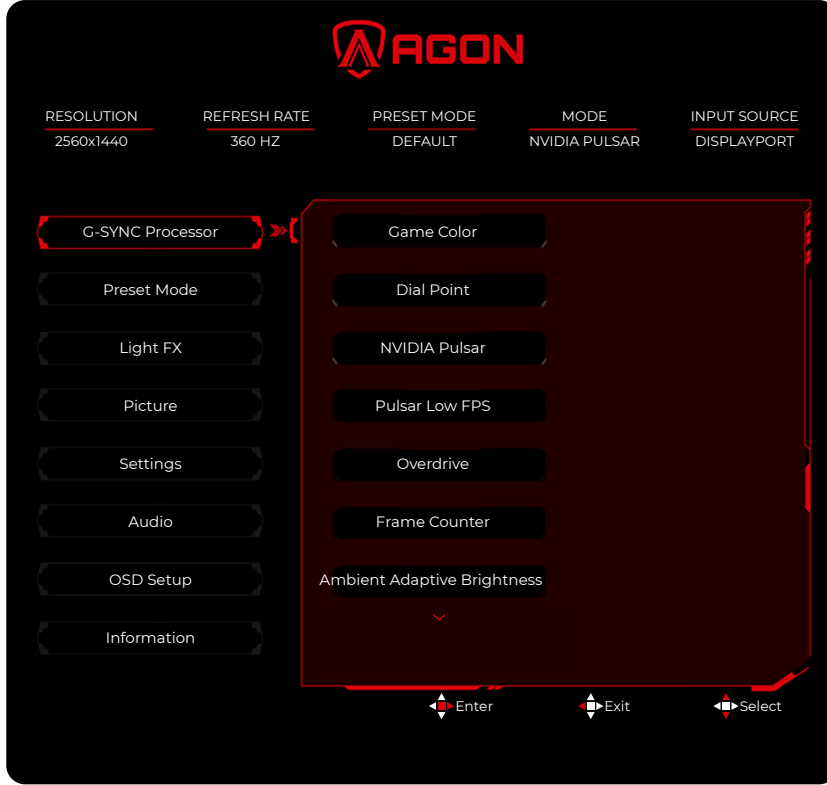 AGON
RESOLUTION REFRESH RATE PRESET MODE MODE INPUT SOURCE
2560x1440 360 HZ DEFAULT NVIDIA PULSAR DISPLAYPORT
G-SYNC Processor Game Color
Preset Mode Dial Point
Light FX NVIDIA Pulsar
Picture Pulsar Low FPS
Settings Overdrive
Audio Frame Counter
OSD Setup Ambient Adaptive Brightness
Information
Enter Exit Select